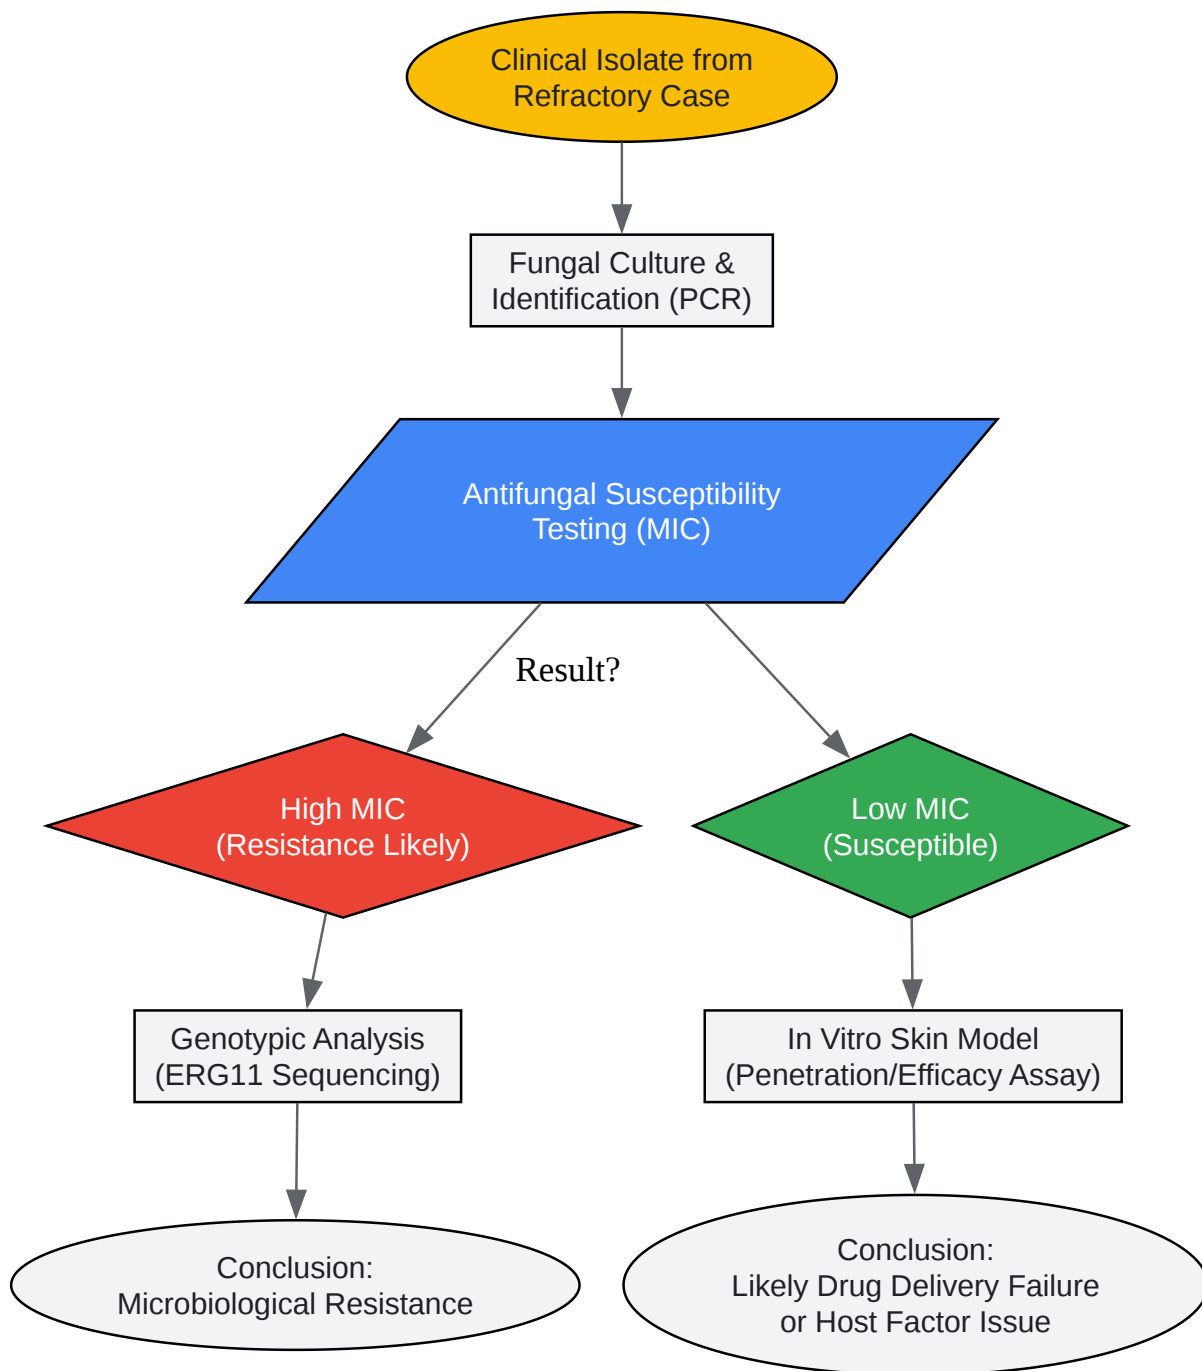 Clinical Isolate from
Refractory Case
Fungal Culture &
Identification (PCR)
Antifungal Susceptibility
Testing (MIC)
Result?
High MIC
(Resistance Likely)
Low MIC
(Susceptible)
Genotypic Analysis
(ERG11 Sequencing)
In Vitro Skin Model
(Penetration/Efficacy Assay)
Conclusion:
Microbiological Resistance
Conclusion:
Likely Drug Delivery Failure
or Host Factor Issue